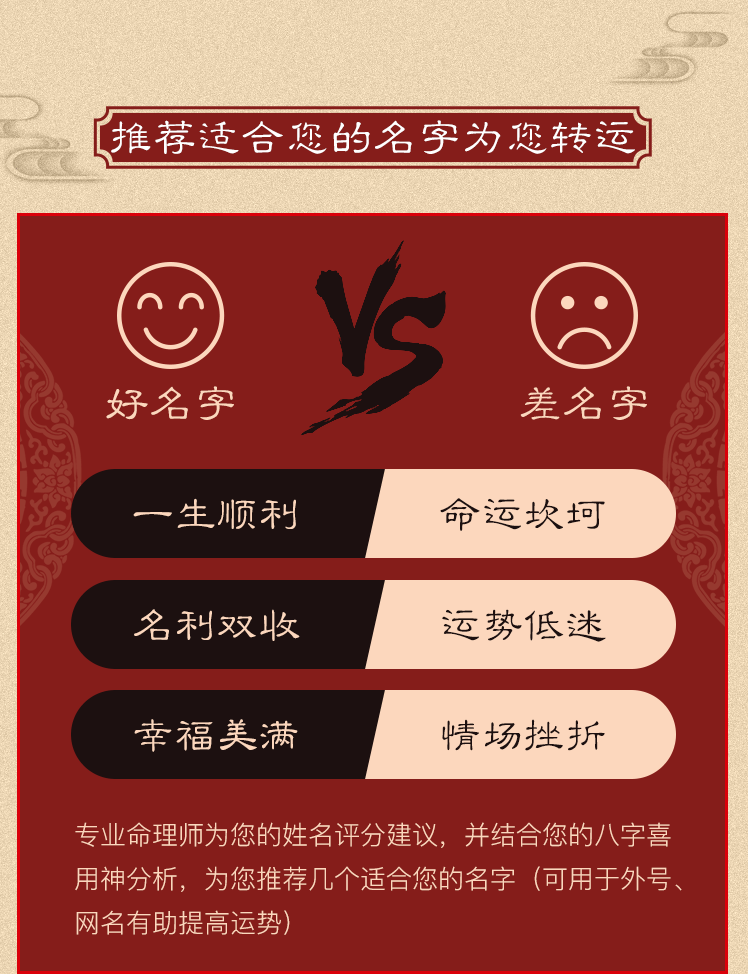 推荐适合您的名字为您转运
VS
好名字
差名字
一生顺利
命运坎坷
名利双收
运势低迷
幸福美满
情场挫折
专业命理师为您的姓名评分建议，并结合您的八字喜
用神分析，为您推荐几个适合您的名字（可用于外号、
网名有助提高运势）